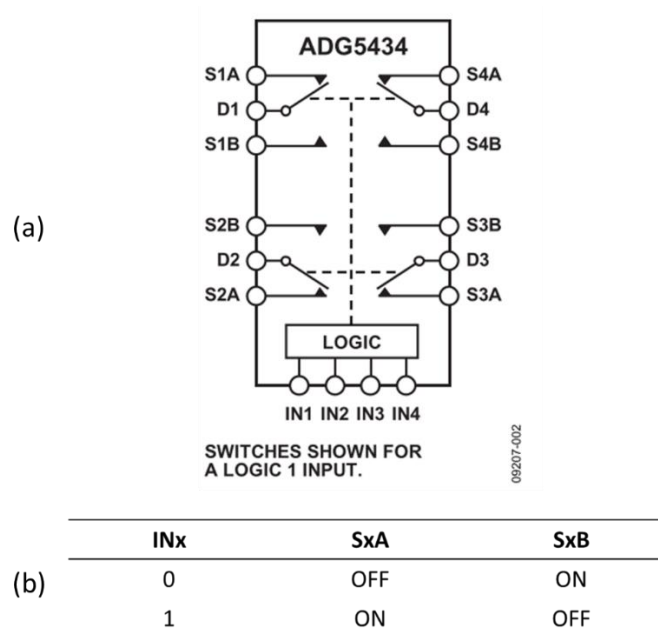 ADG5434
S1A
S4A
D1
D4
S1B
S4B
(a)
S2B
S3B
D2
D3
S2A
S3A
LOGIC
IN1 IN2 IN3 IN4
SWITCHES SHOWN FOR
A LOGIC 1 INPUT.
09207-002
INx SxA SxB
(b)
0 OFF ON
1 ON OFF